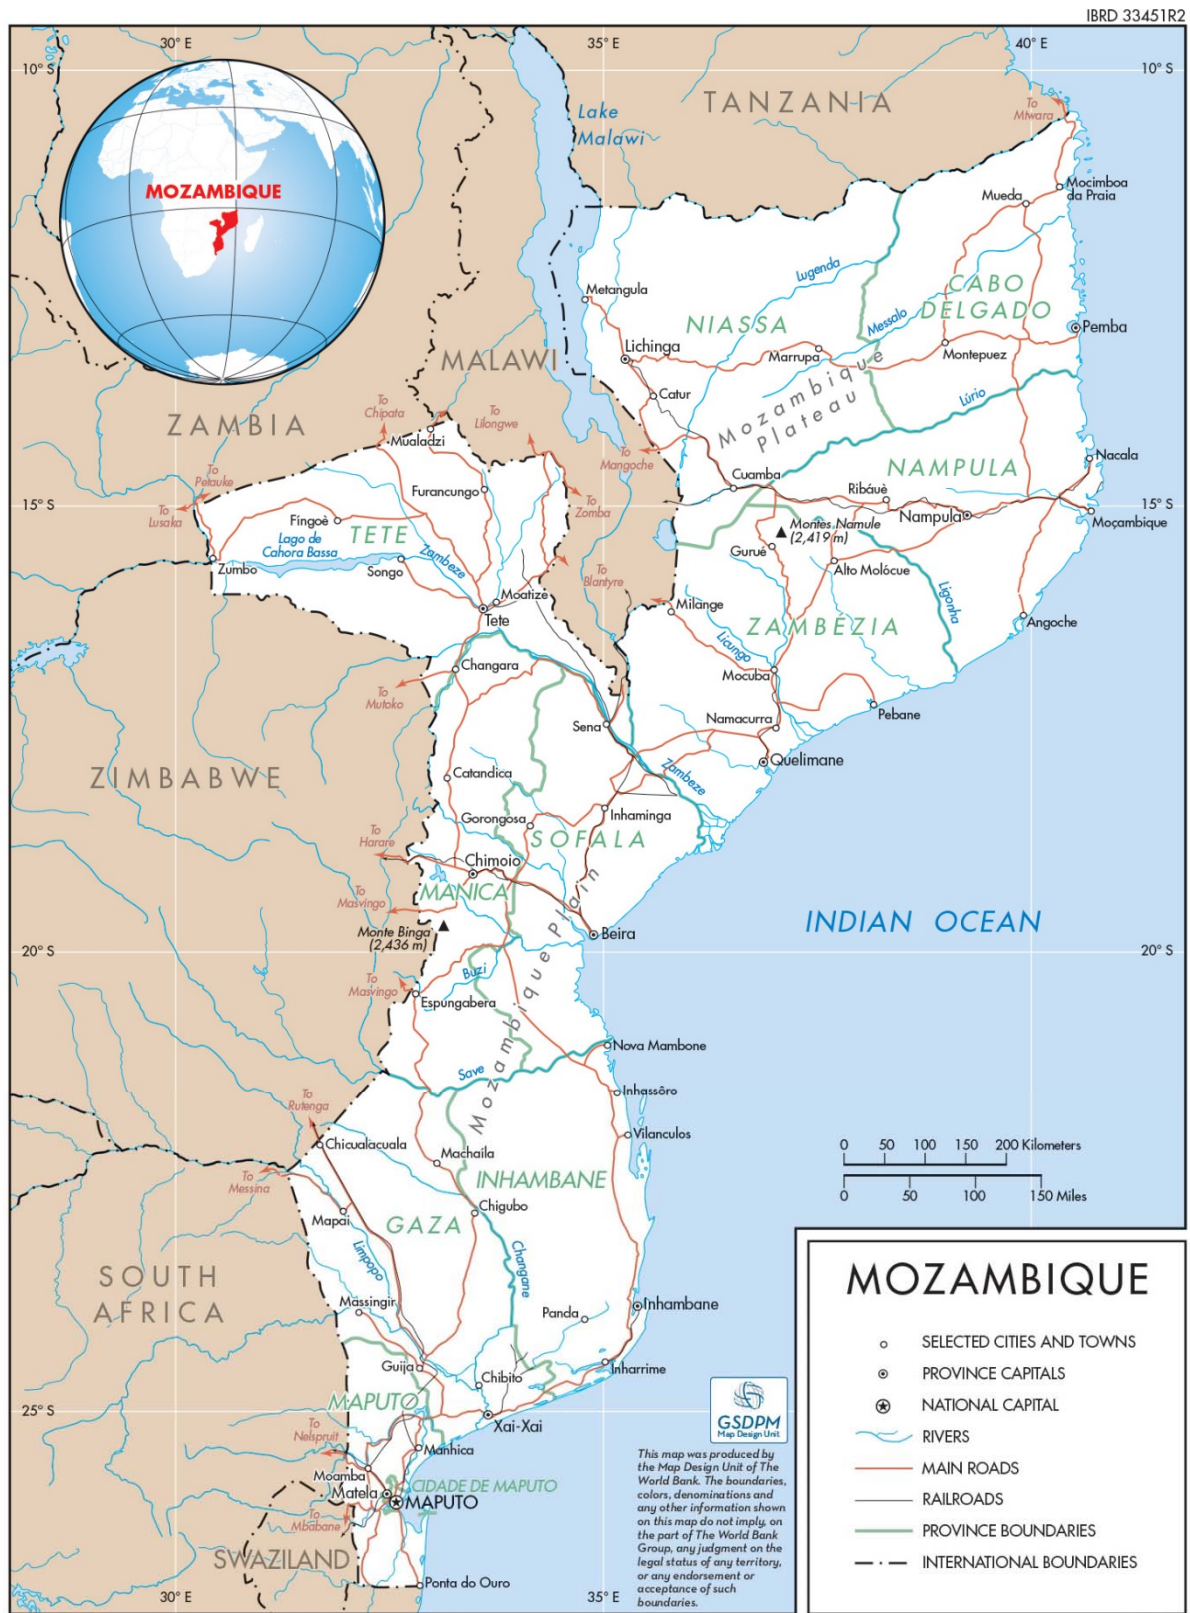 IBRD 33451R2
30° E
35° E
40° E
10° S
10° S
TANZANIA
To
Mtwara
Lake
Malawi
MOZAMBIQUE
Mocimboa
da Praia
Mueda
Lugenda
CABO
DELGADO
Metangula
NIASSA
Messalo
Pemba
Lichinga
Marrupa
Montepuez
MALAWI
Catur
Mozambique
Plateau
Lúrio
ZAMBIA
To
Chipata
To
Lilongwe
Mualadzi
To
Mangoche
NAMPULA
Nacala
To
Petauke
Cuamba
Furancungo
Ribáuè
15° S
15° S
To
Lusaka
To
Zomba
Nampula
Moçambique
Fingoè
TETE
Montes Namule
(2,419 m)
Lago de
Cahora Bassa
Zambeze
Gurué
Zumbo
Songo
To
Blantyre
Alto Molócue
Moatize
Milange
Ligonha
Tete
ZAMBÉZIA
Angoche
Licungo
Changara
Mocuba
To
Mutoko
Pebane
Sena
Namacurra
ZIMBABWE
Catandica
Zambeze
Quelimane
Gorongosa
Inhaminga
SOFALA
To
Harare
Chimoio
MANICA
To
Masvingo
Monte Binga
(2,436 m)
Beira
INDIAN OCEAN
20° S
20° S
To
Masvingo
Buzi
Espungabera
Mozambique Plain
Nova Mambone
Save
To
Rutenga
Inhassôro
Chicualacuala
Vilanculos
Machaila
To
Messina
INHAMBANE
Mapai
Chigubo
GAZA
Limpopo
Changane
SOUTH
AFRICA
Massingir
Panda
Inhambane
Guija
Inharrime
Chibito
MAPUTO
25° S
Xai-Xai
To
Nelspruit
Manhica
Moamba
CIDADE DE MAPUTO
Matela
MAPUTO
To
Mbabane
SWAZILAND
Ponta do Ouro
30° E
35° E
0 50 100 150 200 Kilometers
0 50 100 150 Miles
GSDPM
Map Design Unit
This map was produced by
the Map Design Unit of The
World Bank. The boundaries,
colors, denominations and
any other information shown
on this map do not imply, on
the part of The World Bank
Group, any judgment on the
legal status of any territory,
or any endorsement or
acceptance of such
boundaries.
MOZAMBIQUE
SELECTED CITIES AND TOWNS
PROVINCE CAPITALS
NATIONAL CAPITAL
RIVERS
MAIN ROADS
RAILROADS
PROVINCE BOUNDARIES
INTERNATIONAL BOUNDARIES